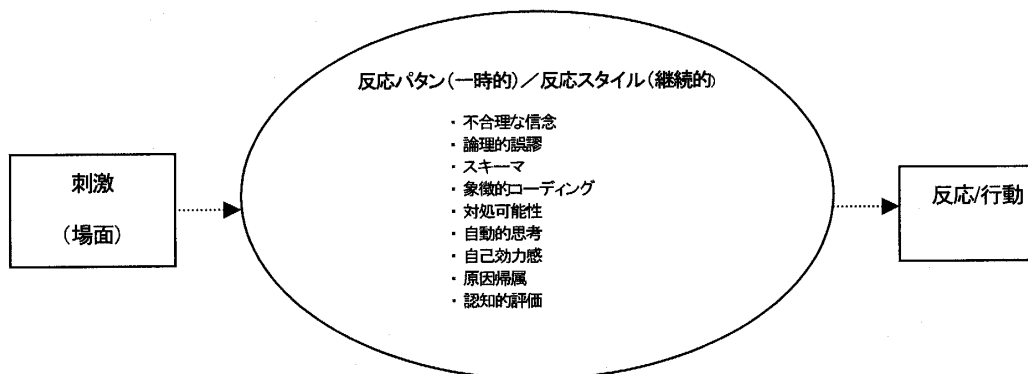 反応パタン(一時的)/反応スタイル(継続的)
・不合理な信念
・論理的誤謬
・スキーマ
・象徴的コーディング
・対処可能性
・自動的思考
・自己効力感
・原因帰属
・認知的評価
刺激
(場面)
反応/行動